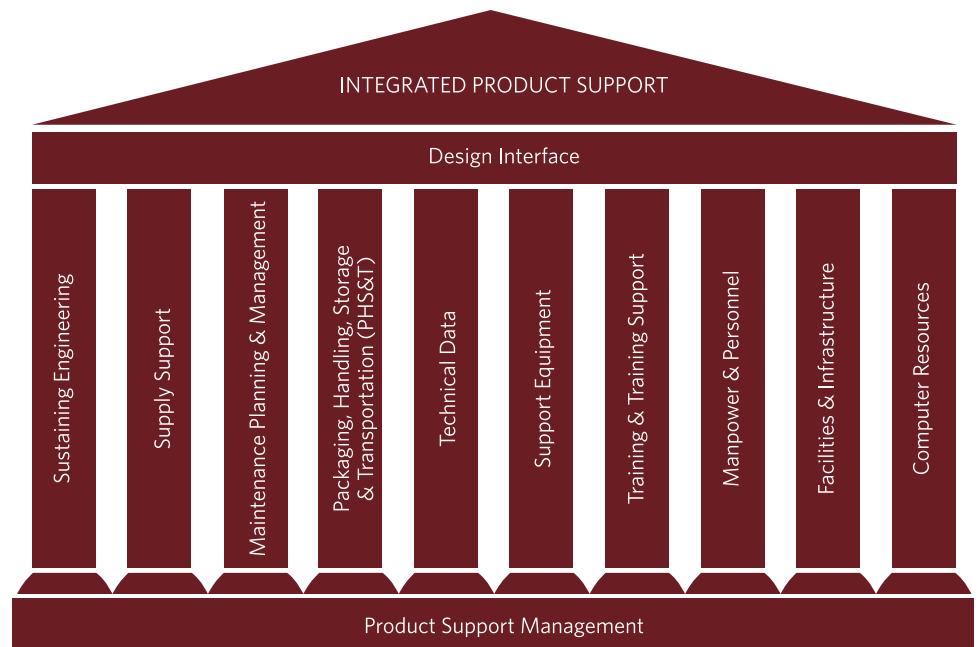 INTEGRATED PRODUCT SUPPORT
Design Interface
Sustaining Engineering
Supply Support
Maintenance Planning & Management
Packaging, Handling, Storage
& Transportation (PHS&T)
Technical Data
Support Equipment
Training & Training Support
Manpower & Personnel
Facilities & Infrastructure
Computer Resources
Product Support Management